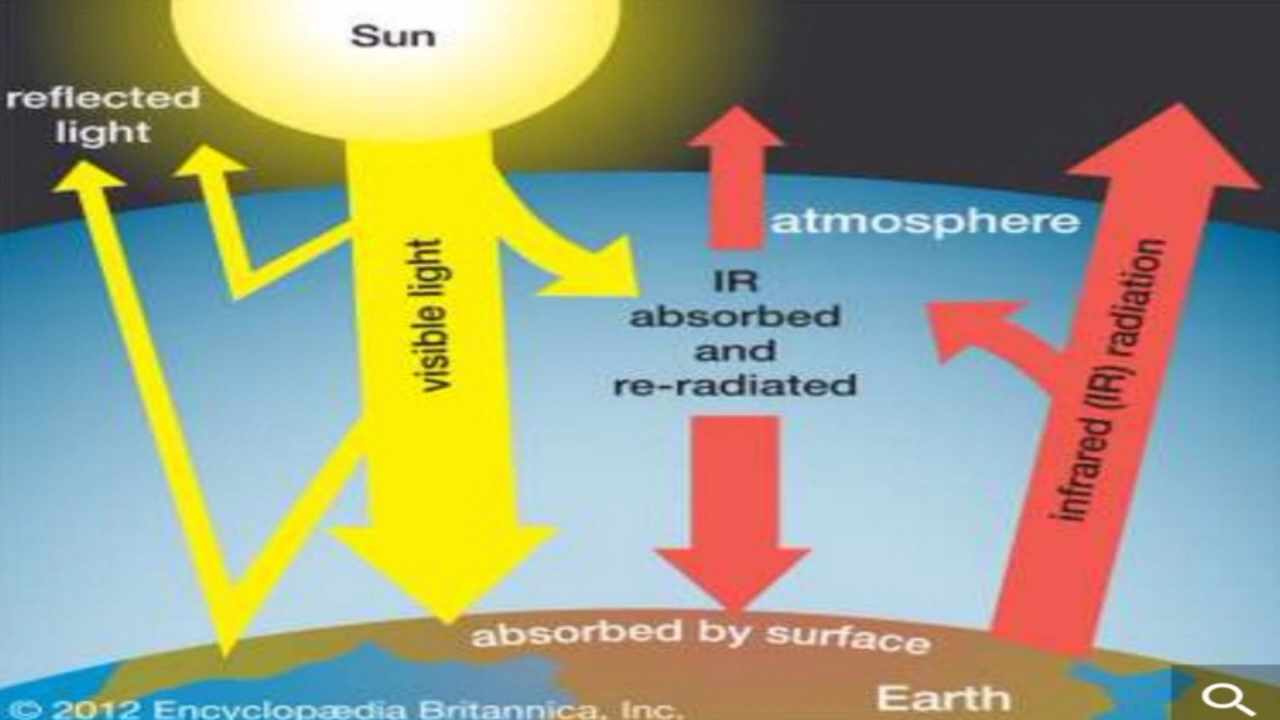 Sun
reflected
light
visible light
atmosphere
IR
absorbed
and
re-radiated
infrared (IR) radiation
absorbed by surface
Earth
© 2012 Encyclopædia Britannica, Inc.